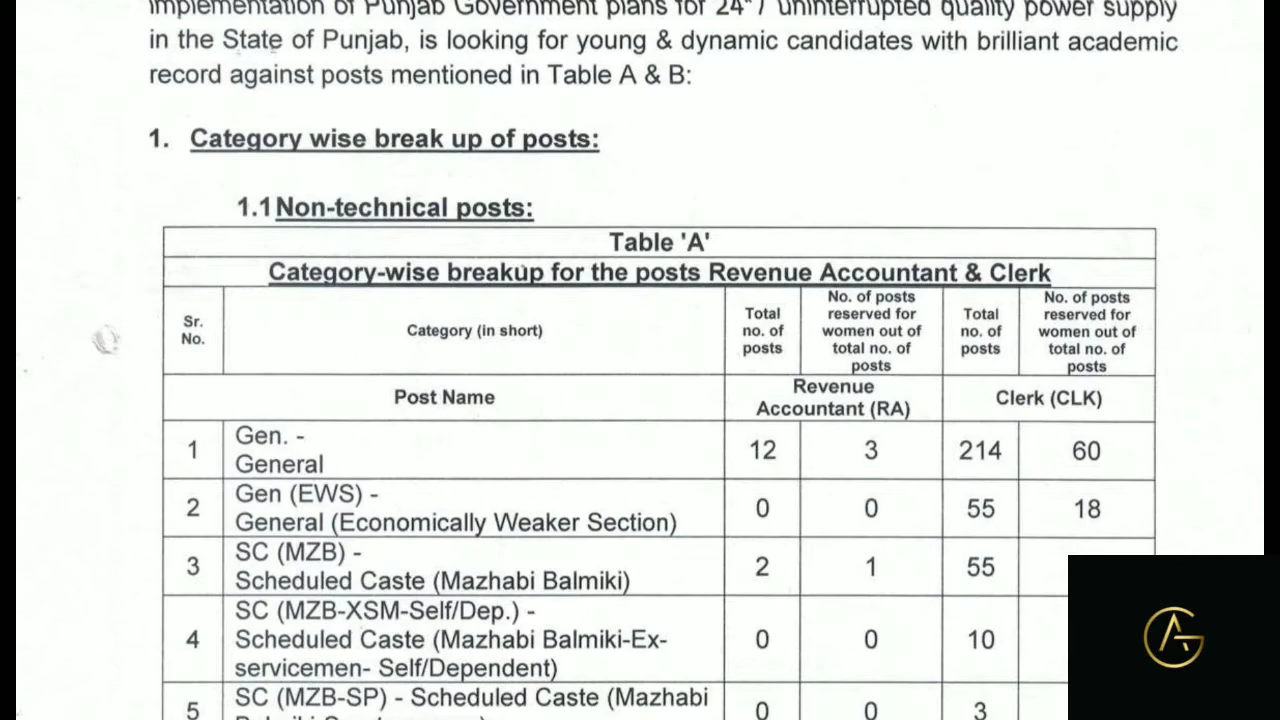 implementation of Punjab Government plans for 24*7 uninterrupted quality power supply
in the State of Punjab, is looking for young & dynamic candidates with brilliant academic
record against posts mentioned in Table A & B:
1. Category wise break up of posts:
1.1 Non-technical posts:
Table 'A'
Category-wise breakup for the posts Revenue Accountant & Clerk
Sr. No. Category (in short) Total no. of posts No. of posts reserved for women out of total no. of posts Total no. of posts No. of posts reserved for women out of total no. of posts
Post Name Revenue Accountant (RA) Clerk (CLK)
1 Gen. - General 12 3 214 60
2 Gen (EWS) - General (Economically Weaker Section) 0 0 55 18
3 SC (MZB) - Scheduled Caste (Mazhabi Balmiki) 2 1 55
4 SC (MZB-XSM-Self/Dep.) - Scheduled Caste (Mazhabi Balmiki-Ex-servicemen- Self/Dependent) 0 0 10
5 SC (MZB-SP) - Scheduled Caste (Mazhabi 0 0 3